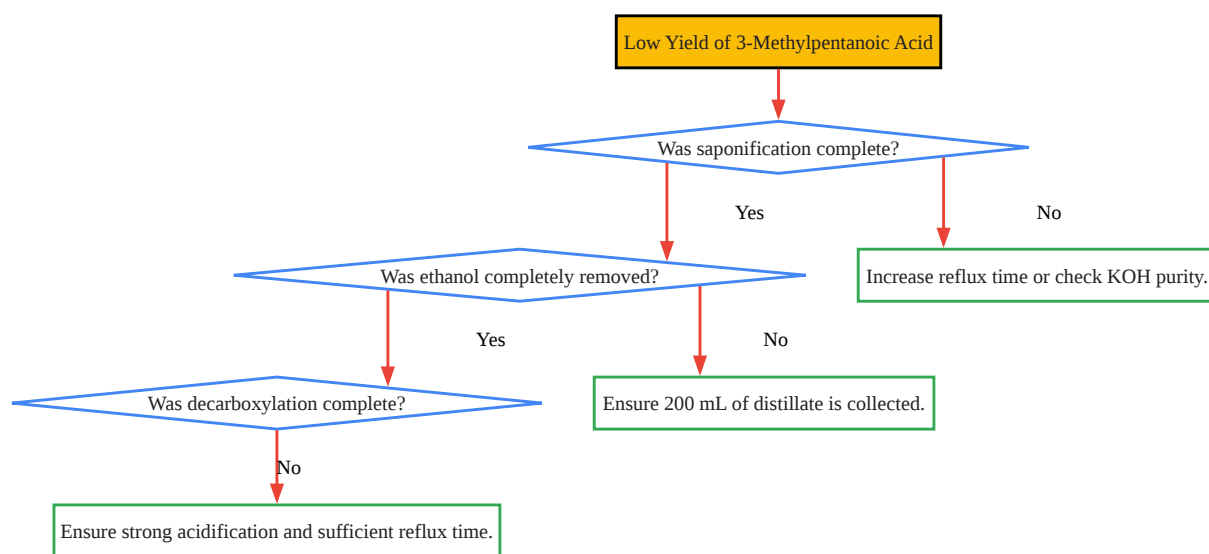 Low Yield of 3-Methylpentanoic Acid
Was saponification complete?
Yes
No
Was ethanol completely removed?
Increase reflux time or check KOH purity.
Yes
No
Was decarboxylation complete?
Ensure 200 mL of distillate is collected.
No
Ensure strong acidification and sufficient reflux time.